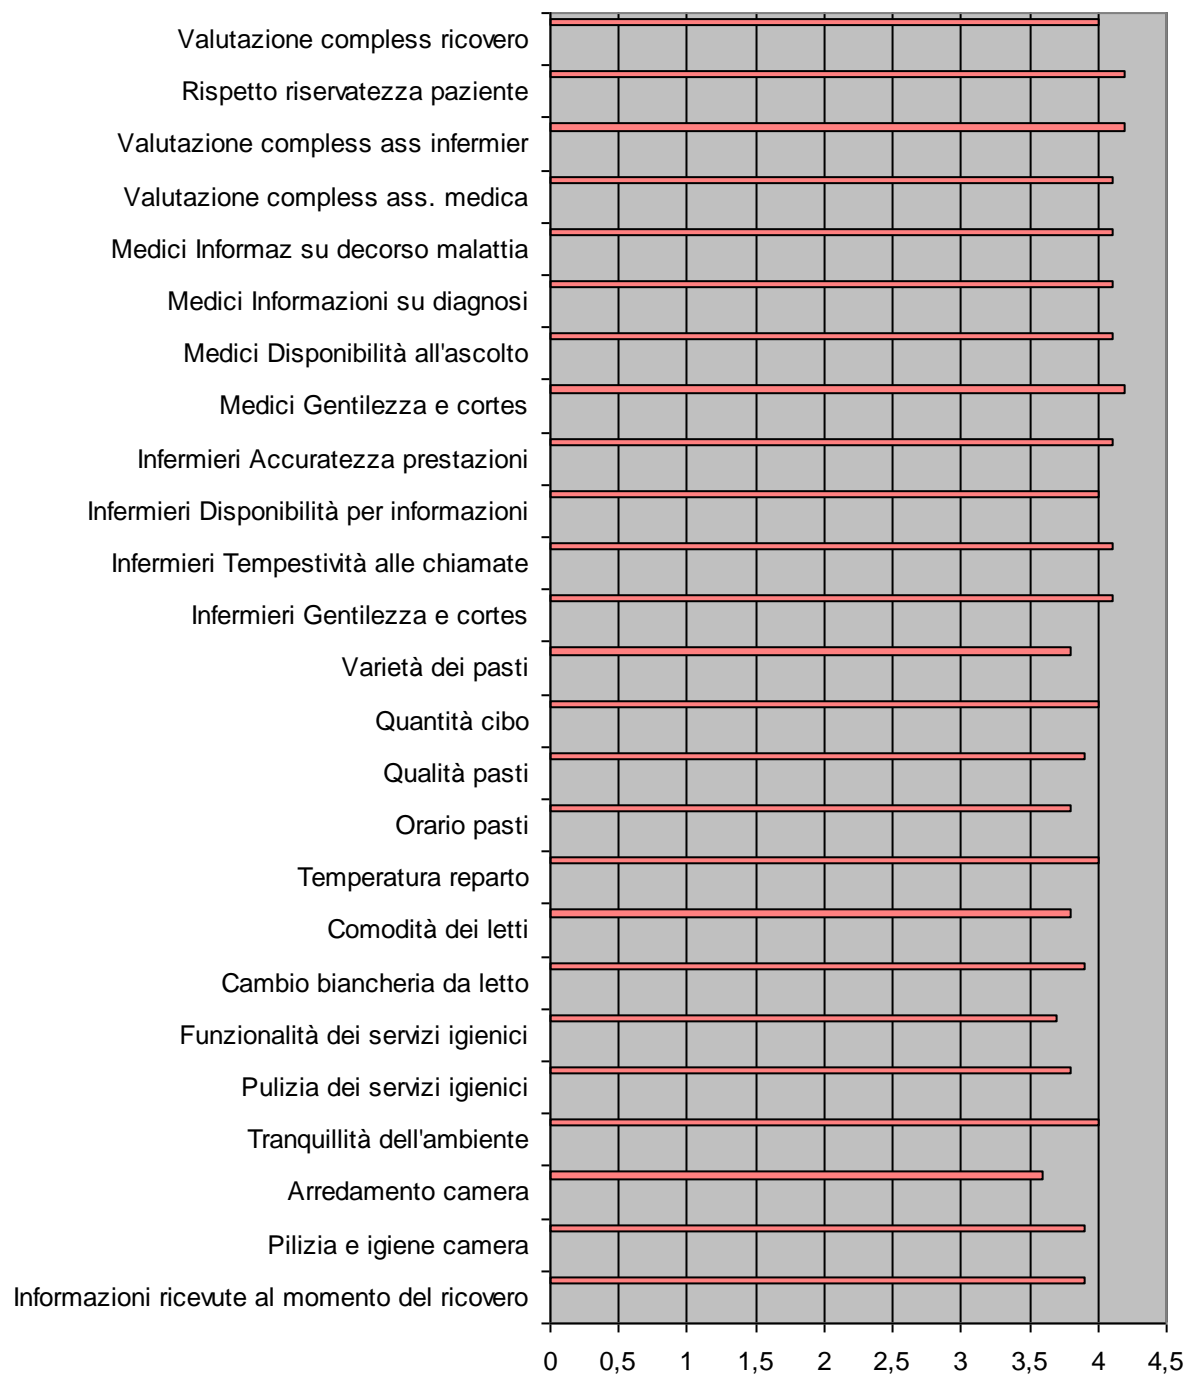 Valutazione compless ricovero
Rispetto riservatezza paziente
Valutazione compless ass infermier
Valutazione compless ass. medica
Medici Informaz su decorso malattia
Medici Informazioni su diagnosi
Medici Disponibilità all'ascolto
Medici Gentilezza e cortes
Infermieri Accuratezza prestazioni
Infermieri Disponibilità per informazioni
Infermieri Tempestività alle chiamate
Infermieri Gentilezza e cortes
Varietà dei pasti
Quantità cibo
Qualità pasti
Orario pasti
Temperatura reparto
Comodità dei letti
Cambio biancheria da letto
Funzionalità dei servizi igienici
Pulizia dei servizi igienici
Tranquillità dell'ambiente
Arredamento camera
Pilizia e igiene camera
Informazioni ricevute al momento del ricovero
0 0,5 1 1,5 2 2,5 3 3,5 4 4,5